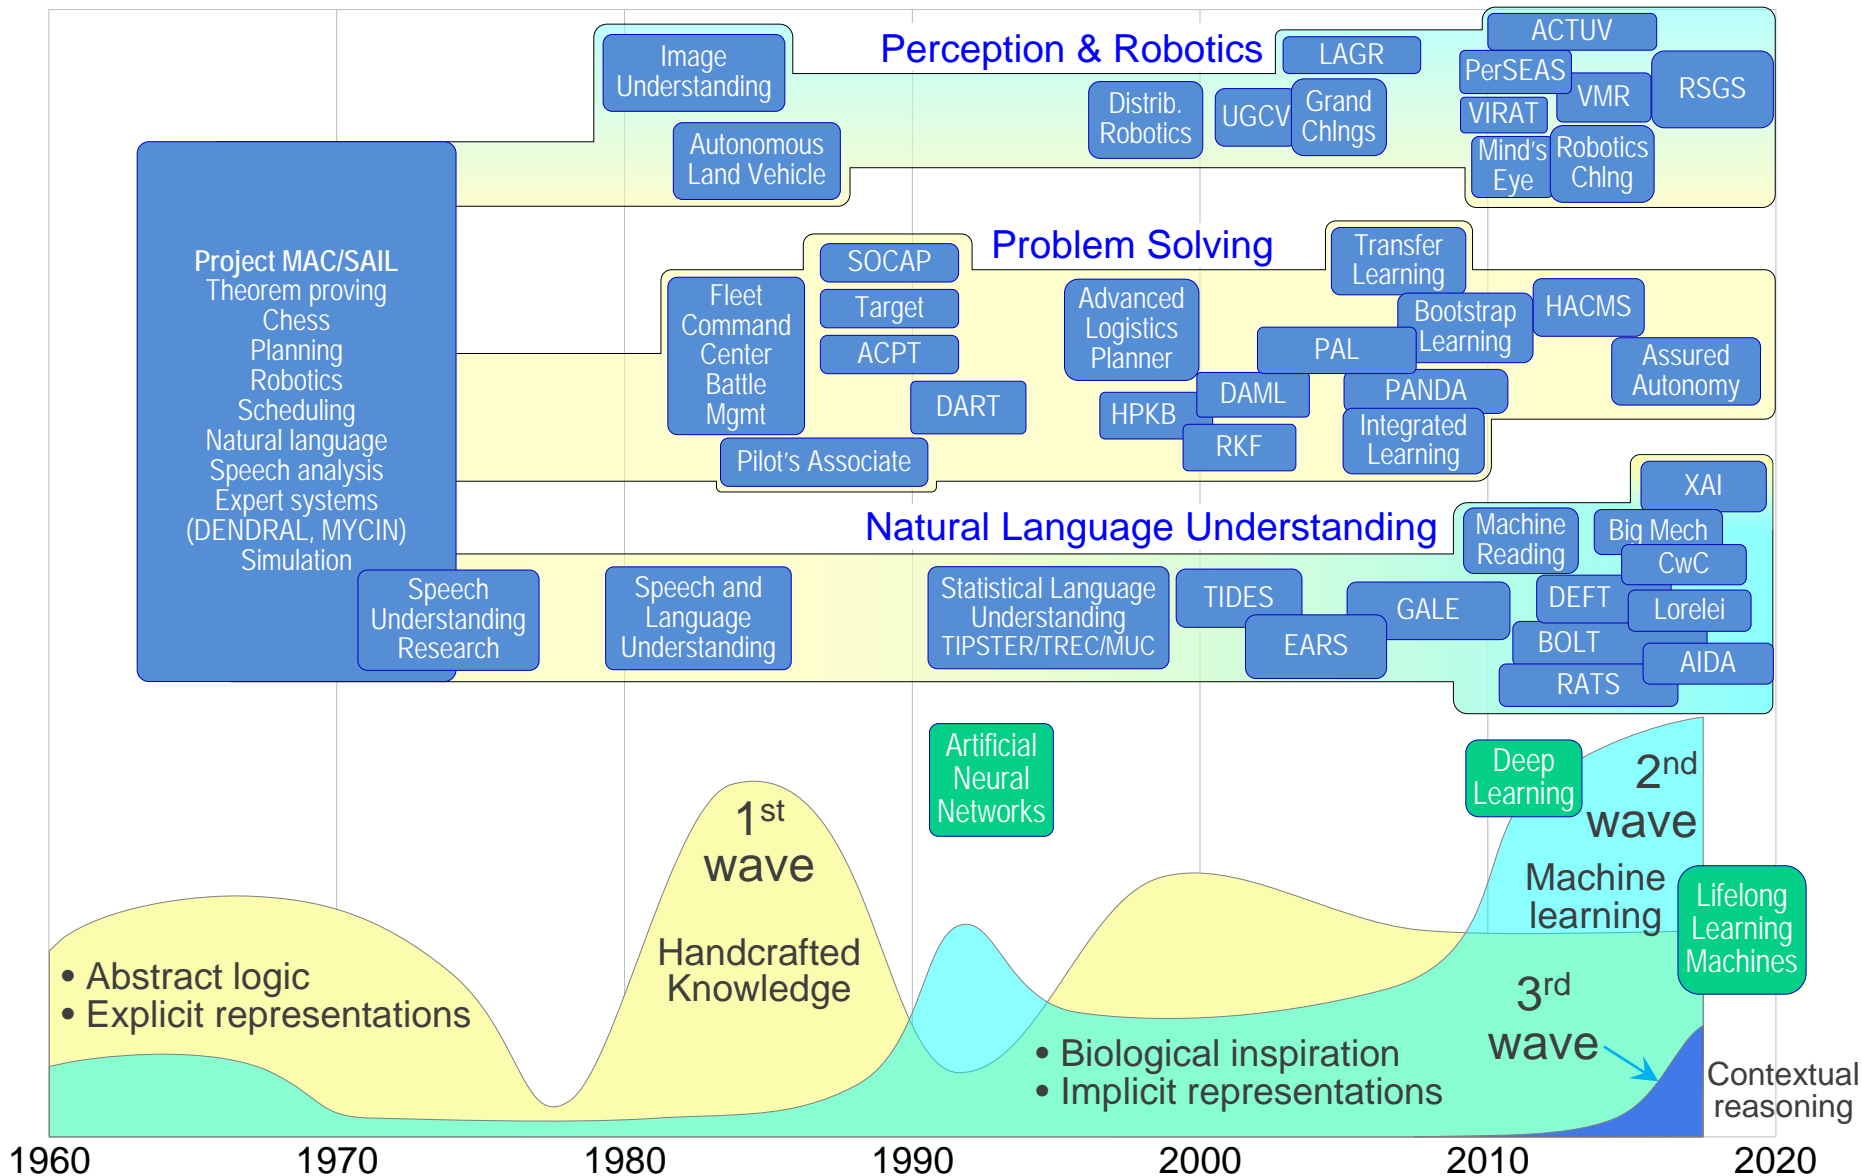 Perception & Robotics
Image
Understanding
Autonomous
Land Vehicle
Distrib.
Robotics
UGCV
LAGR
Grand
Chlngs
ACTUV
PerSEAS
VMR
RSGS
VIRAT
Mind's
Eye
Robotics
Chlng
Project MAC/SAIL
Theorem proving
Chess
Planning
Robotics
Scheduling
Natural language
Speech analysis
Expert systems
(DENDRAL, MYCIN)
Simulation
Problem Solving
Fleet
Command
Center
Battle
Mgmt
SOCAP
Target
ACPT
DART
Pilot's Associate
Advanced
Logistics
Planner
HPKB
DAML
RKF
Transfer
Learning
Bootstrap
Learning
PAL
PANDA
Integrated
Learning
HACMS
Assured
Autonomy
Natural Language Understanding
Speech
Understanding
Research
Speech and
Language
Understanding
Statistical Language
Understanding
TIPSTER/TREC/MUC
TIDES
EARS
GALE
Machine
Reading
XAI
Big Mech
CwC
DEFT
Lorelei
BOLT
AIDA
RATS
Artificial
Neural
Networks
Deep
Learning
Lifelong
Learning
Machines
1st
wave
Handcrafted
Knowledge
• Abstract logic
• Explicit representations
2nd
wave
Machine
learning
3rd
wave
• Biological inspiration
• Implicit representations
Contextual
reasoning
1960
1970
1980
1990
2000
2010
2020